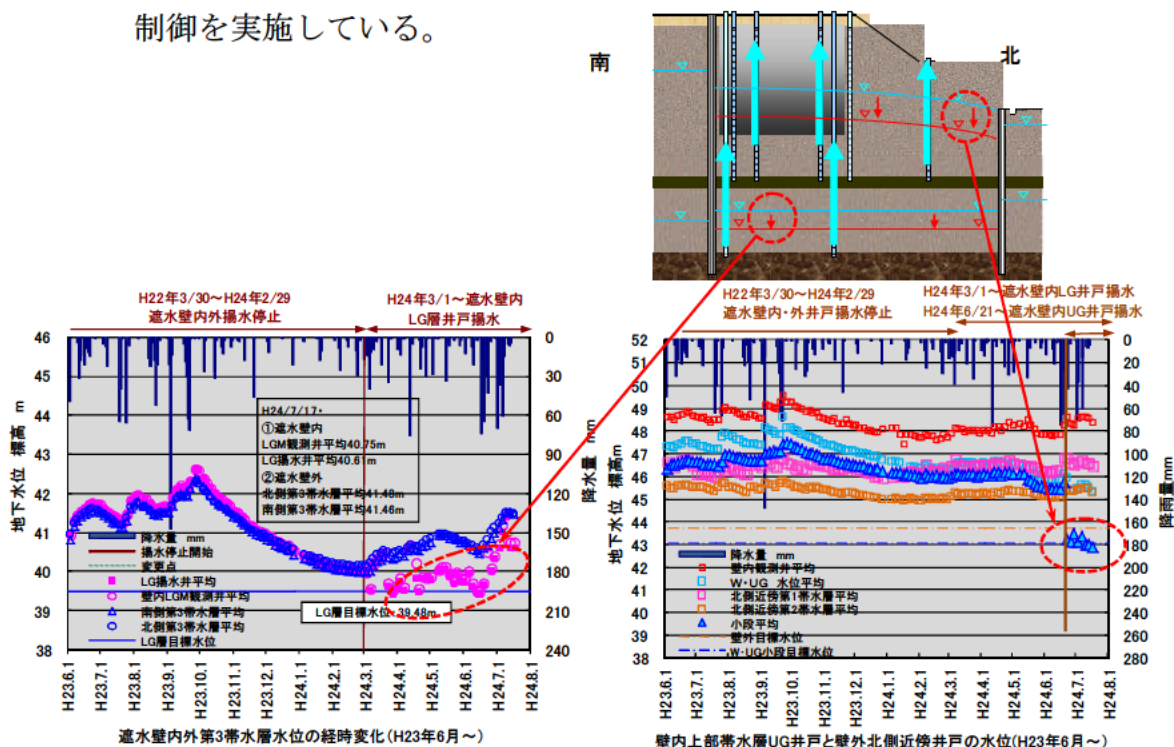 制御を実施している。
南
北
H22年3/30～H24年2/29
遮水壁内外揚水停止
H24年3/1～遮水壁内
LG層井戸揚水
46
45
44
43
42
41
40
39
38
地下水位 標高 m
0
30
60
90
120
150
180
210
240
降水量 mm
H24/7/17・
①遮水壁内
LGM観測井平均40.75m
LG揚水井平均40.61m
②遮水壁外
北側第3帯水層平均41.48m
南側第3帯水層平均41.46m
降水量 mm
揚水停止開始
変更点
LG揚水井平均
壁内LGM観測井平均
南側第3帯水層平均
北側第3帯水層平均
LG層目標水位
LG層目標水位 39.48m
H23.6.1
H23.7.1
H23.8.1
H23.9.1
H23.10.1
H23.11.1
H23.12.1
H24.1.1
H24.2.1
H24.3.1
H24.4.1
H24.5.1
H24.6.1
H24.7.1
H24.8.1
遮水壁内外第3帯水層水位の経時変化(H23年6月～)
H22年3/30～H24年2/29
遮水壁内・外井戸揚水停止
H24年3/1～遮水壁内LG井戸揚水
H24年6/21～遮水壁内UG井戸揚水
52
51
50
49
48
47
46
45
44
43
42
41
40
39
38
地下水位 標高m
0
20
40
60
80
100
120
140
160
180
200
220
240
260
280
降雨量mm
降水量 mm
壁内観測井平均
W・UG 水位平均
北側近傍第1帯水層平均
北側近傍第2帯水層平均
小段平均
壁外目標水位
W・UG小段目標水位
H23.6.1
H23.7.1
H23.8.1
H23.9.1
H23.10.1
H23.11.1
H23.12.1
H24.1.1
H24.2.1
H24.3.1
H24.4.1
H24.5.1
H24.6.1
H24.7.1
H24.8.1
壁内上部帯水層UG井戸と壁外北側近傍井戸の水位(H23年6月～)